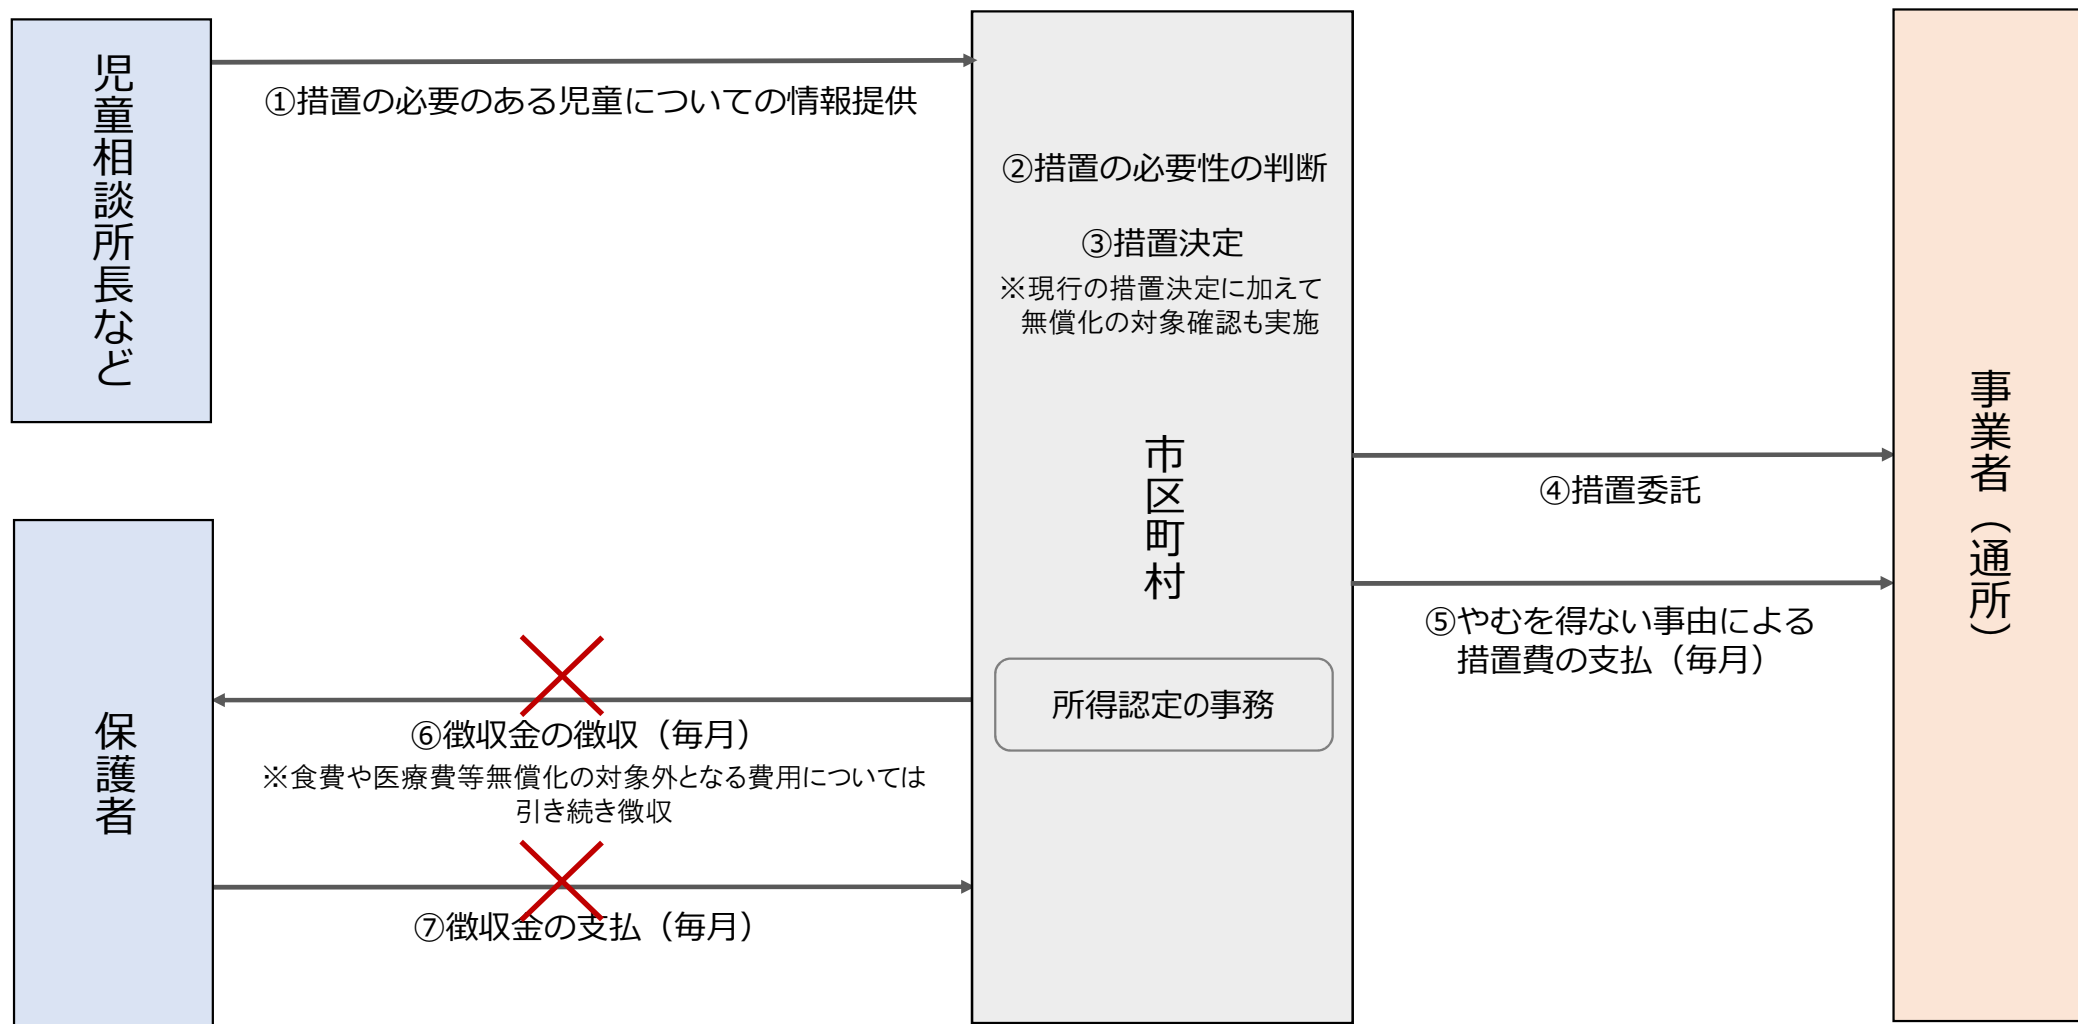 児童相談所長など
①措置の必要のある児童についての情報提供
②措置の必要性の判断
③措置決定
※現行の措置決定に加えて
無償化の対象確認も実施
市区町村
所得認定の事務
④措置委託
⑤やむを得ない事由による
措置費の支払（毎月）
事業者（通所）
保護者
⑥徴収金の徴収（毎月）
※食費や医療費等無償化の対象外となる費用については
引き続き徴収
⑦徴収金の支払（毎月）